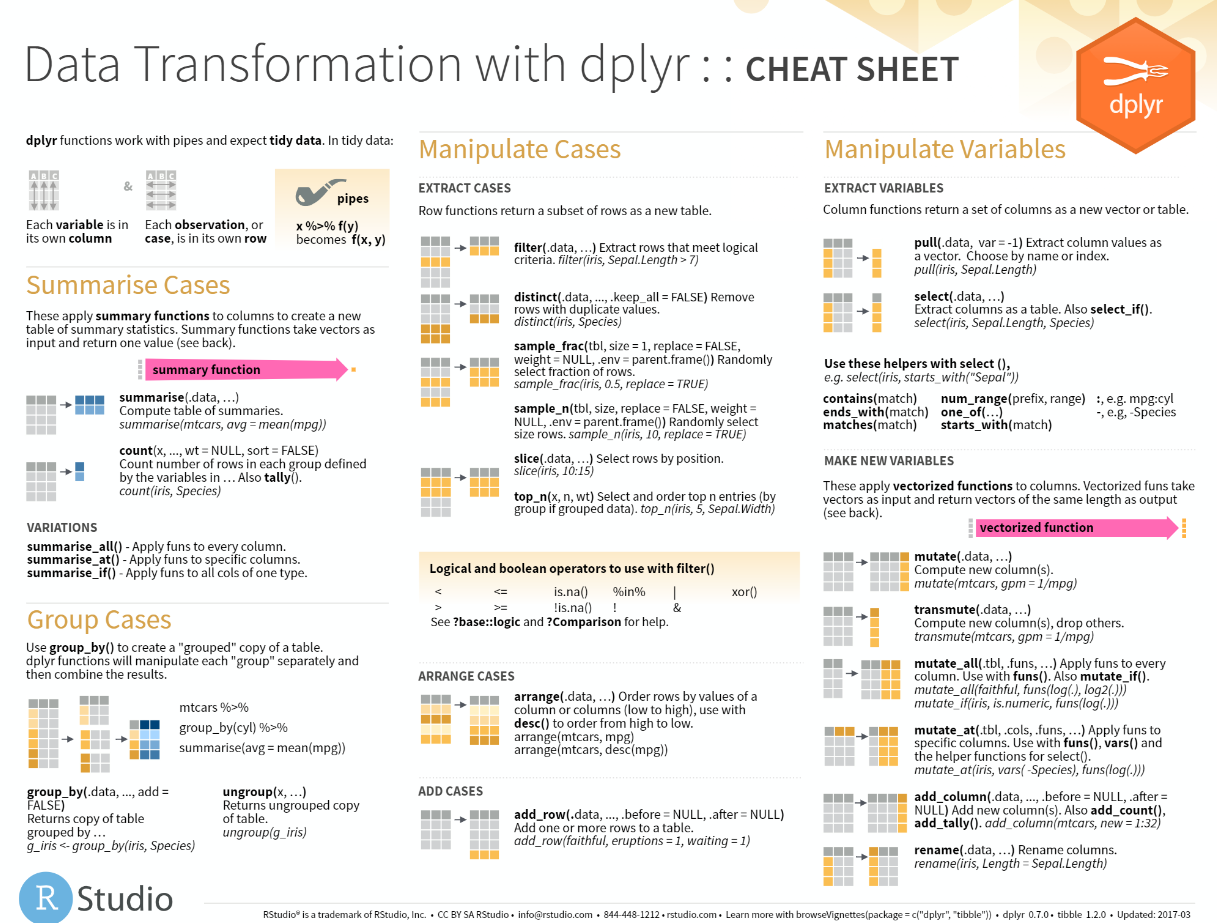 Data Transformation with dplyr : : CHEAT SHEET
dplyr
dplyr functions work with pipes and expect tidy data. In tidy data:
A B C
&
A B C
pipes
Each variable is in
its own column
Each observation, or
case, is in its own row
x %>% f(y)
becomes f(x, y)
Summarise Cases
These apply summary functions to columns to create a new
table of summary statistics. Summary functions take vectors as
input and return one value (see back).
summary function
summarise(.data, …)
Compute table of summaries.
summarise(mtcars, avg = mean(mpg))
count(x, ..., wt = NULL, sort = FALSE)
Count number of rows in each group defined
by the variables in … Also tally().
count(iris, Species)
VARIATIONS
summarise_all() - Apply funs to every column.
summarise_at() - Apply funs to specific columns.
summarise_if() - Apply funs to all cols of one type.
Group Cases
Use group_by() to create a "grouped" copy of a table.
dplyr functions will manipulate each "group" separately and
then combine the results.
mtcars %>%
group_by(cyl) %>%
summarise(avg = mean(mpg))
group_by(.data, ..., add =
FALSE)
Returns copy of table
grouped by …
g_iris <- group_by(iris, Species)
ungroup(x, …)
Returns ungrouped copy
of table.
ungroup(g_iris)
Manipulate Cases
EXTRACT CASES
Row functions return a subset of rows as a new table.
filter(.data, …) Extract rows that meet logical
criteria. filter(iris, Sepal.Length > 7)
distinct(.data, ..., .keep_all = FALSE) Remove
rows with duplicate values.
distinct(iris, Species)
sample_frac(tbl, size = 1, replace = FALSE,
weight = NULL, .env = parent.frame()) Randomly
select fraction of rows.
sample_frac(iris, 0.5, replace = TRUE)
sample_n(tbl, size, replace = FALSE, weight =
NULL, .env = parent.frame()) Randomly select
size rows. sample_n(iris, 10, replace = TRUE)
slice(.data, …) Select rows by position.
slice(iris, 10:15)
top_n(x, n, wt) Select and order top n entries (by
group if grouped data). top_n(iris, 5, Sepal.Width)
Logical and boolean operators to use with filter()
< <= is.na() %in% | xor()
> >= !is.na() ! &
See ?base::logic and ?Comparison for help.
ARRANGE CASES
arrange(.data, …) Order rows by values of a
column or columns (low to high), use with
desc() to order from high to low.
arrange(mtcars, mpg)
arrange(mtcars, desc(mpg))
ADD CASES
add_row(.data, ..., .before = NULL, .after = NULL)
Add one or more rows to a table.
add_row(faithful, eruptions = 1, waiting = 1)
Manipulate Variables
EXTRACT VARIABLES
Column functions return a set of columns as a new vector or table.
pull(.data, var = -1) Extract column values as
a vector. Choose by name or index.
pull(iris, Sepal.Length)
select(.data, …)
Extract columns as a table. Also select_if().
select(iris, Sepal.Length, Species)
Use these helpers with select (),
e.g. select(iris, starts_with("Sepal"))
contains(match) num_range(prefix, range) :, e.g. mpg:cyl
ends_with(match) one_of(…) -, e.g, -Species
matches(match) starts_with(match)
MAKE NEW VARIABLES
These apply vectorized functions to columns. Vectorized funs take
vectors as input and return vectors of the same length as output
(see back).
vectorized function
mutate(.data, …)
Compute new column(s).
mutate(mtcars, gpm = 1/mpg)
transmute(.data, …)
Compute new column(s), drop others.
transmute(mtcars, gpm = 1/mpg)
mutate_all(.tbl, .funs, …) Apply funs to every
column. Use with funs(). Also mutate_if().
mutate_all(faithful, funs(log(.), log2(.)))
mutate_if(iris, is.numeric, funs(log(.)))
mutate_at(.tbl, .cols, .funs, …) Apply funs to
specific columns. Use with funs(), vars() and
the helper functions for select().
mutate_at(iris, vars( -Species), funs(log(.)))
add_column(.data, ..., .before = NULL, .after =
NULL) Add new column(s). Also add_count(),
add_tally(). add_column(mtcars, new = 1:32)
rename(.data, …) Rename columns.
rename(iris, Length = Sepal.Length)
R Studio
RStudio® is a trademark of RStudio, Inc. • CC BY SA RStudio • info@rstudio.com • 844-448-1212 • rstudio.com • Learn more with browseVignettes(package = c("dplyr", "tibble")) • dplyr 0.7.0 • tibble 1.2.0 • Updated: 2017-03